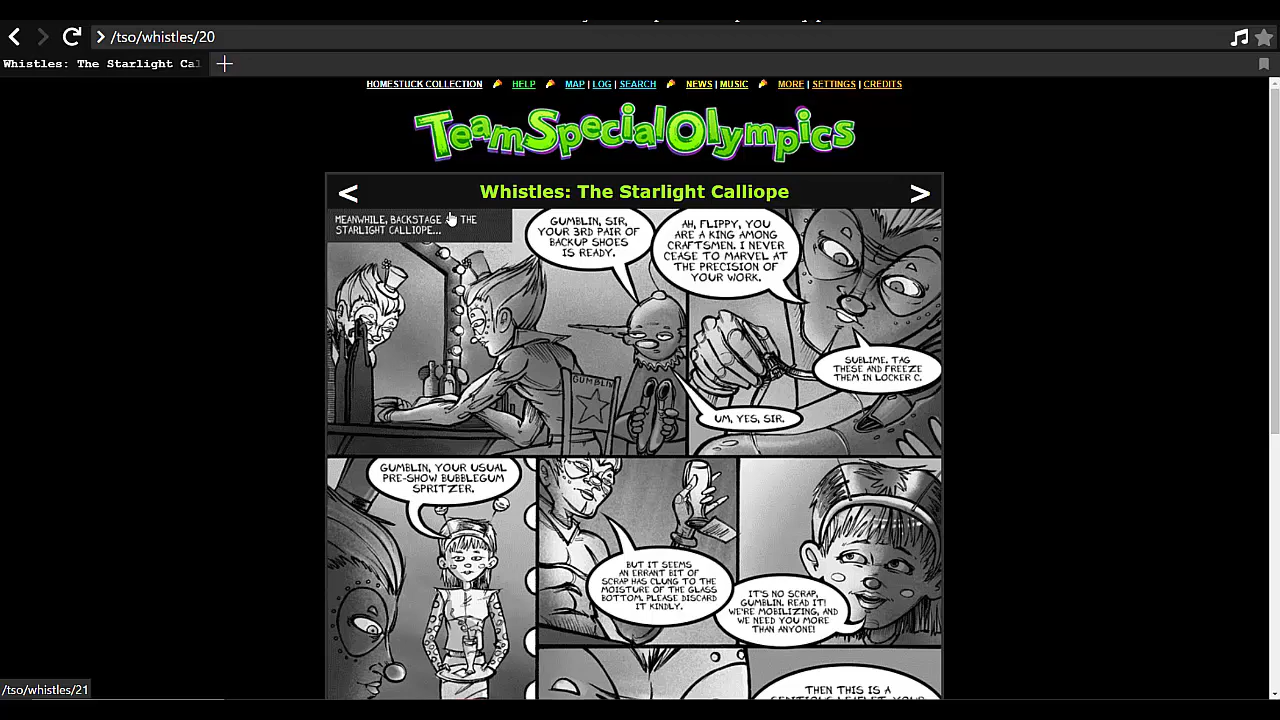 /tso/whistles/20
Whistles: The Starlight Cal
HOMESTUCK COLLECTION HELP MAP | LOG | SEARCH NEWS | MUSIC MORE | SETTINGS | CREDITS
TeamSpecialOlympics
< Whistles: The Starlight Calliope >
MEANWHILE, BACKSTAGE THE
STARLIGHT CALLIOPE...
GUMBLIN, SIR,
YOUR 3RD PAIR OF
BACKUP SHOES
IS READY.
AH, FLIPPY, YOU
ARE A KING AMONG
CRAFTSMEN. I NEVER
CEASE TO MARVEL AT
THE PRECISION OF
YOUR WORK.
SUBLIME. TAG
THESE AND FREEZE
THEM IN LOCKER C.
GUMBLIN
UM, YES, SIR.
GUMBLIN, YOUR USUAL
PRE-SHOW BUBBLEGUM
SPRITZER.
BUT IT SEEMS
AN ERRANT BIT OF
SCRAP HAS CLUNG TO THE
MOISTURE OF THE GLASS
BOTTOM. PLEASE DISCARD
IT KINDLY.
IT'S NO SCRAP,
GUMBLIN. READ IT!
WE'RE MOBILIZING, AND
WE NEED YOU MORE
THAN ANYONE!
THEN THIS IS A
/tso/whistles/21